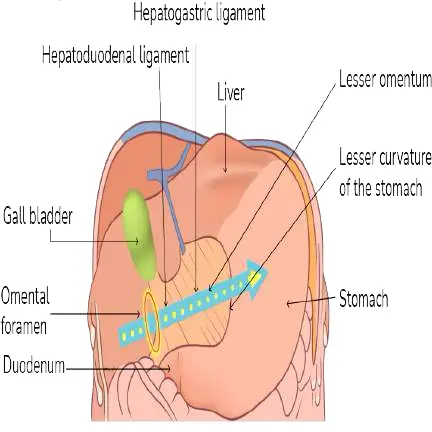 Hepatogastric ligament
Hepatoduodenal ligament
Liver
Lesser omentum
Lesser curvature
of the stomach
Gall bladder
Omental
foramen
Stomach
Duodenum